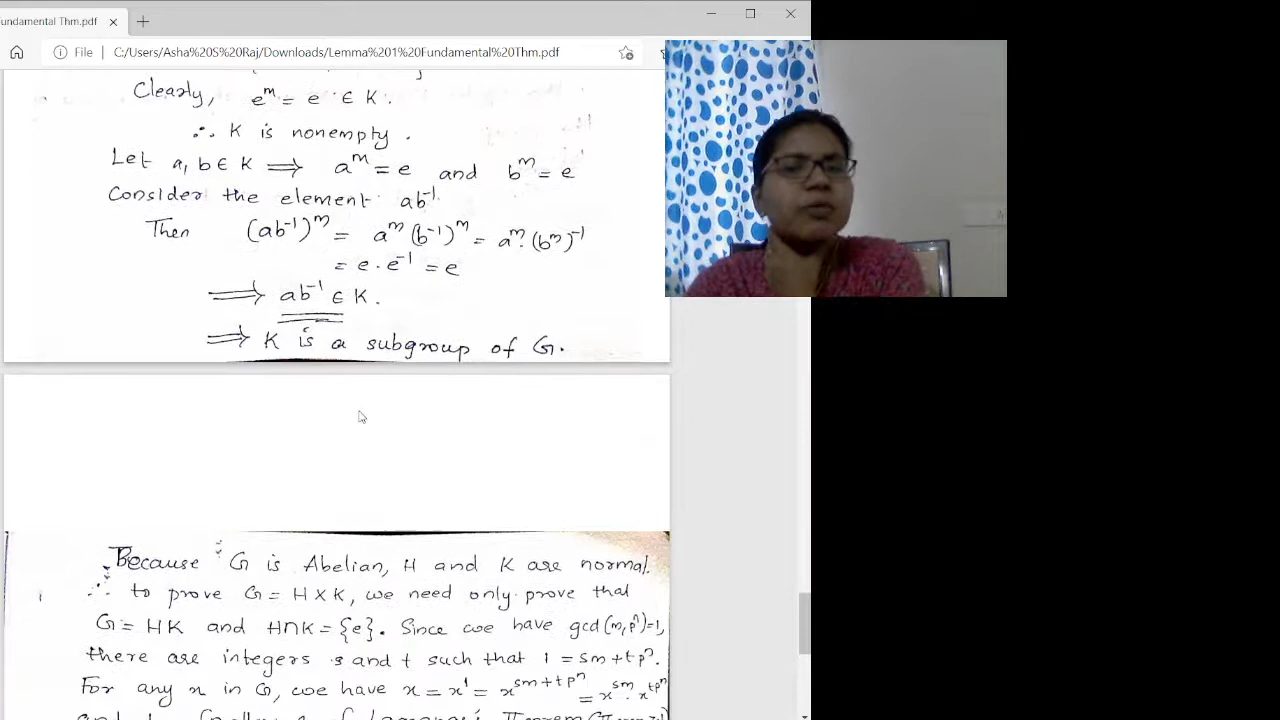 Fundamental Thm.pdf
File C:/Users/Asha%20S%20Raj/Downloads/Lemma%201%20Fundamental%20Thm.pdf
Clearly, e^m = e ∈ K.
∴ K is nonempty.
Let a, b ∈ K ⟹ a^m = e and b^m = e
Consider the element ab^-1.
Then (ab^-1)^m = a^m (b^-1)^m = a^m. (b^m)^-1
= e . e^-1 = e
⟹ ab^-1 ∈ K.
⟹ K is a subgroup of G.
Because G is Abelian, H and K are normal.
∴ to prove G = H X K, we need only prove that
G = HK and H∩K = {e}. Since we have gcd(m, p^n)=1,
there are integers s and t such that 1 = sm + t p^n.
For any x in G, we have x = x^1 = x^sm + t p^n = x^sm . x^tp^n